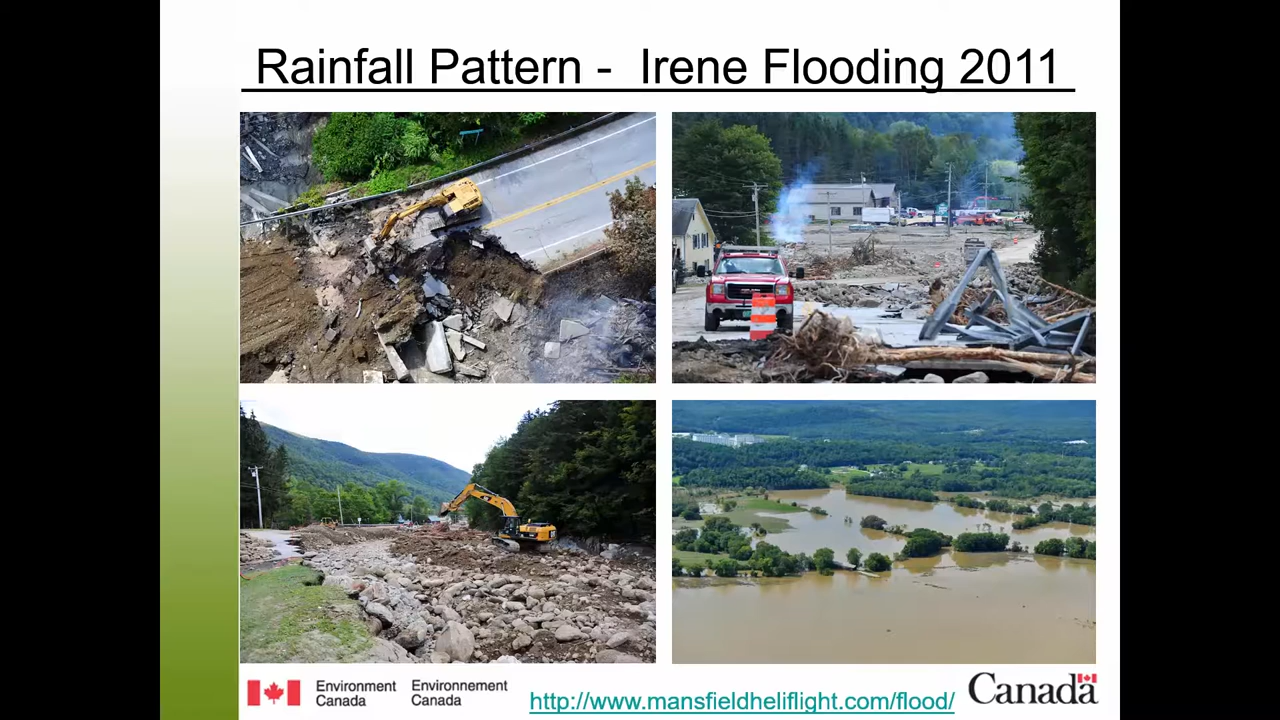 Rainfall Pattern -  Irene Flooding 2011
Environment Canada
Environnement Canada
http://www.mansfieldheliflight.com/flood/
Canada